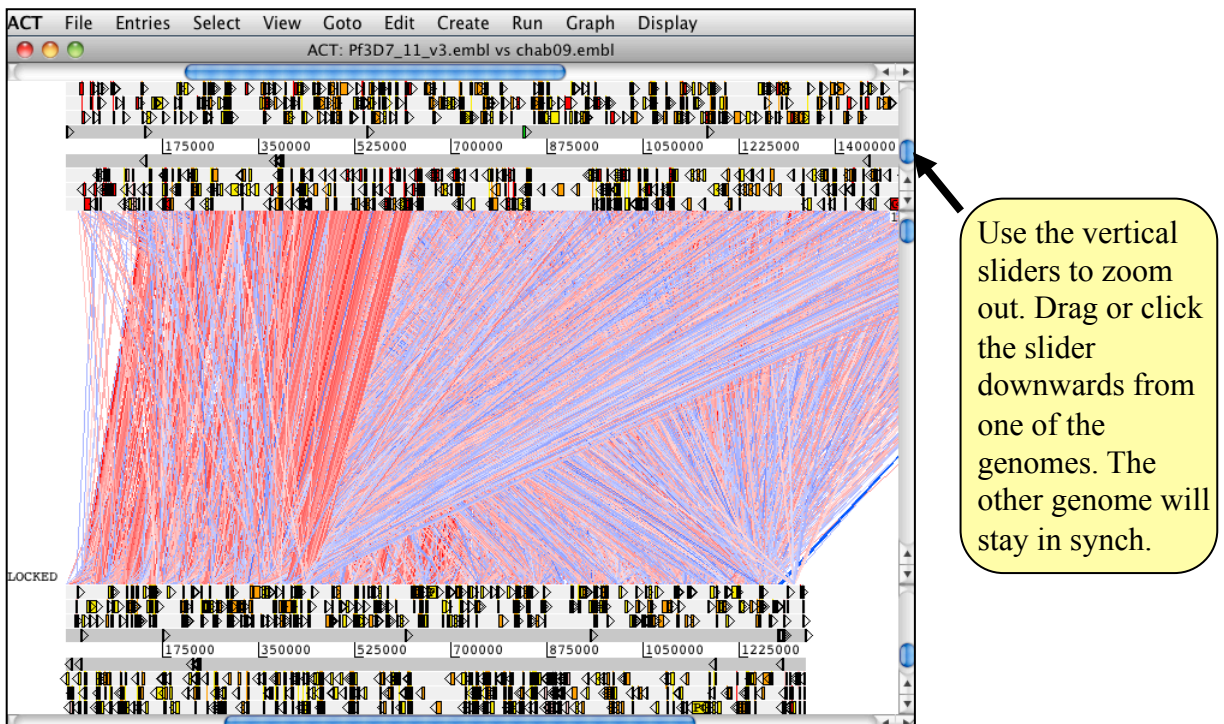 ACT File Entries Select View Goto Edit Create Run Graph Display
ACT: Pf3D7_11_v3.embl vs chab09.embl
175000 350000 525000 700000 875000 1050000 1225000 1400000
1
Use the vertical
sliders to zoom
out. Drag or click
the slider
downwards from
one of the
genomes. The
other genome will
stay in synch.
LOCKED
175000 350000 525000 700000 875000 1050000 1225000